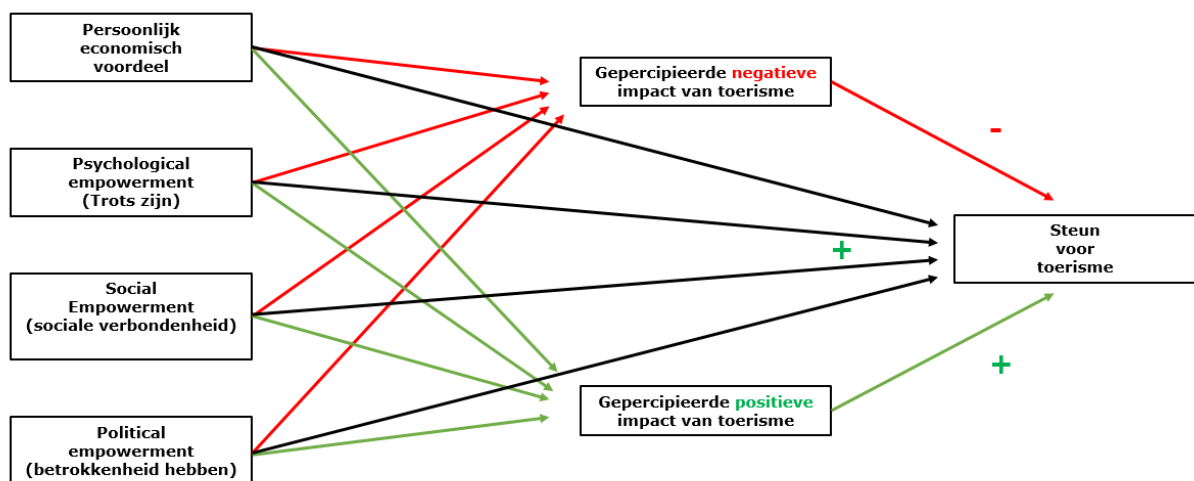 Persoonlijk
economisch
voordeel
Psychological
empowerment
(Trots zijn)
Social
Empowerment
(sociale verbondenheid)
Political
empowerment
(betrokkenheid hebben)
Gepercipieerde negatieve
impact van toerisme
Gepercipieerde positieve
impact van toerisme
-
+
+
Steun
voor
toerisme